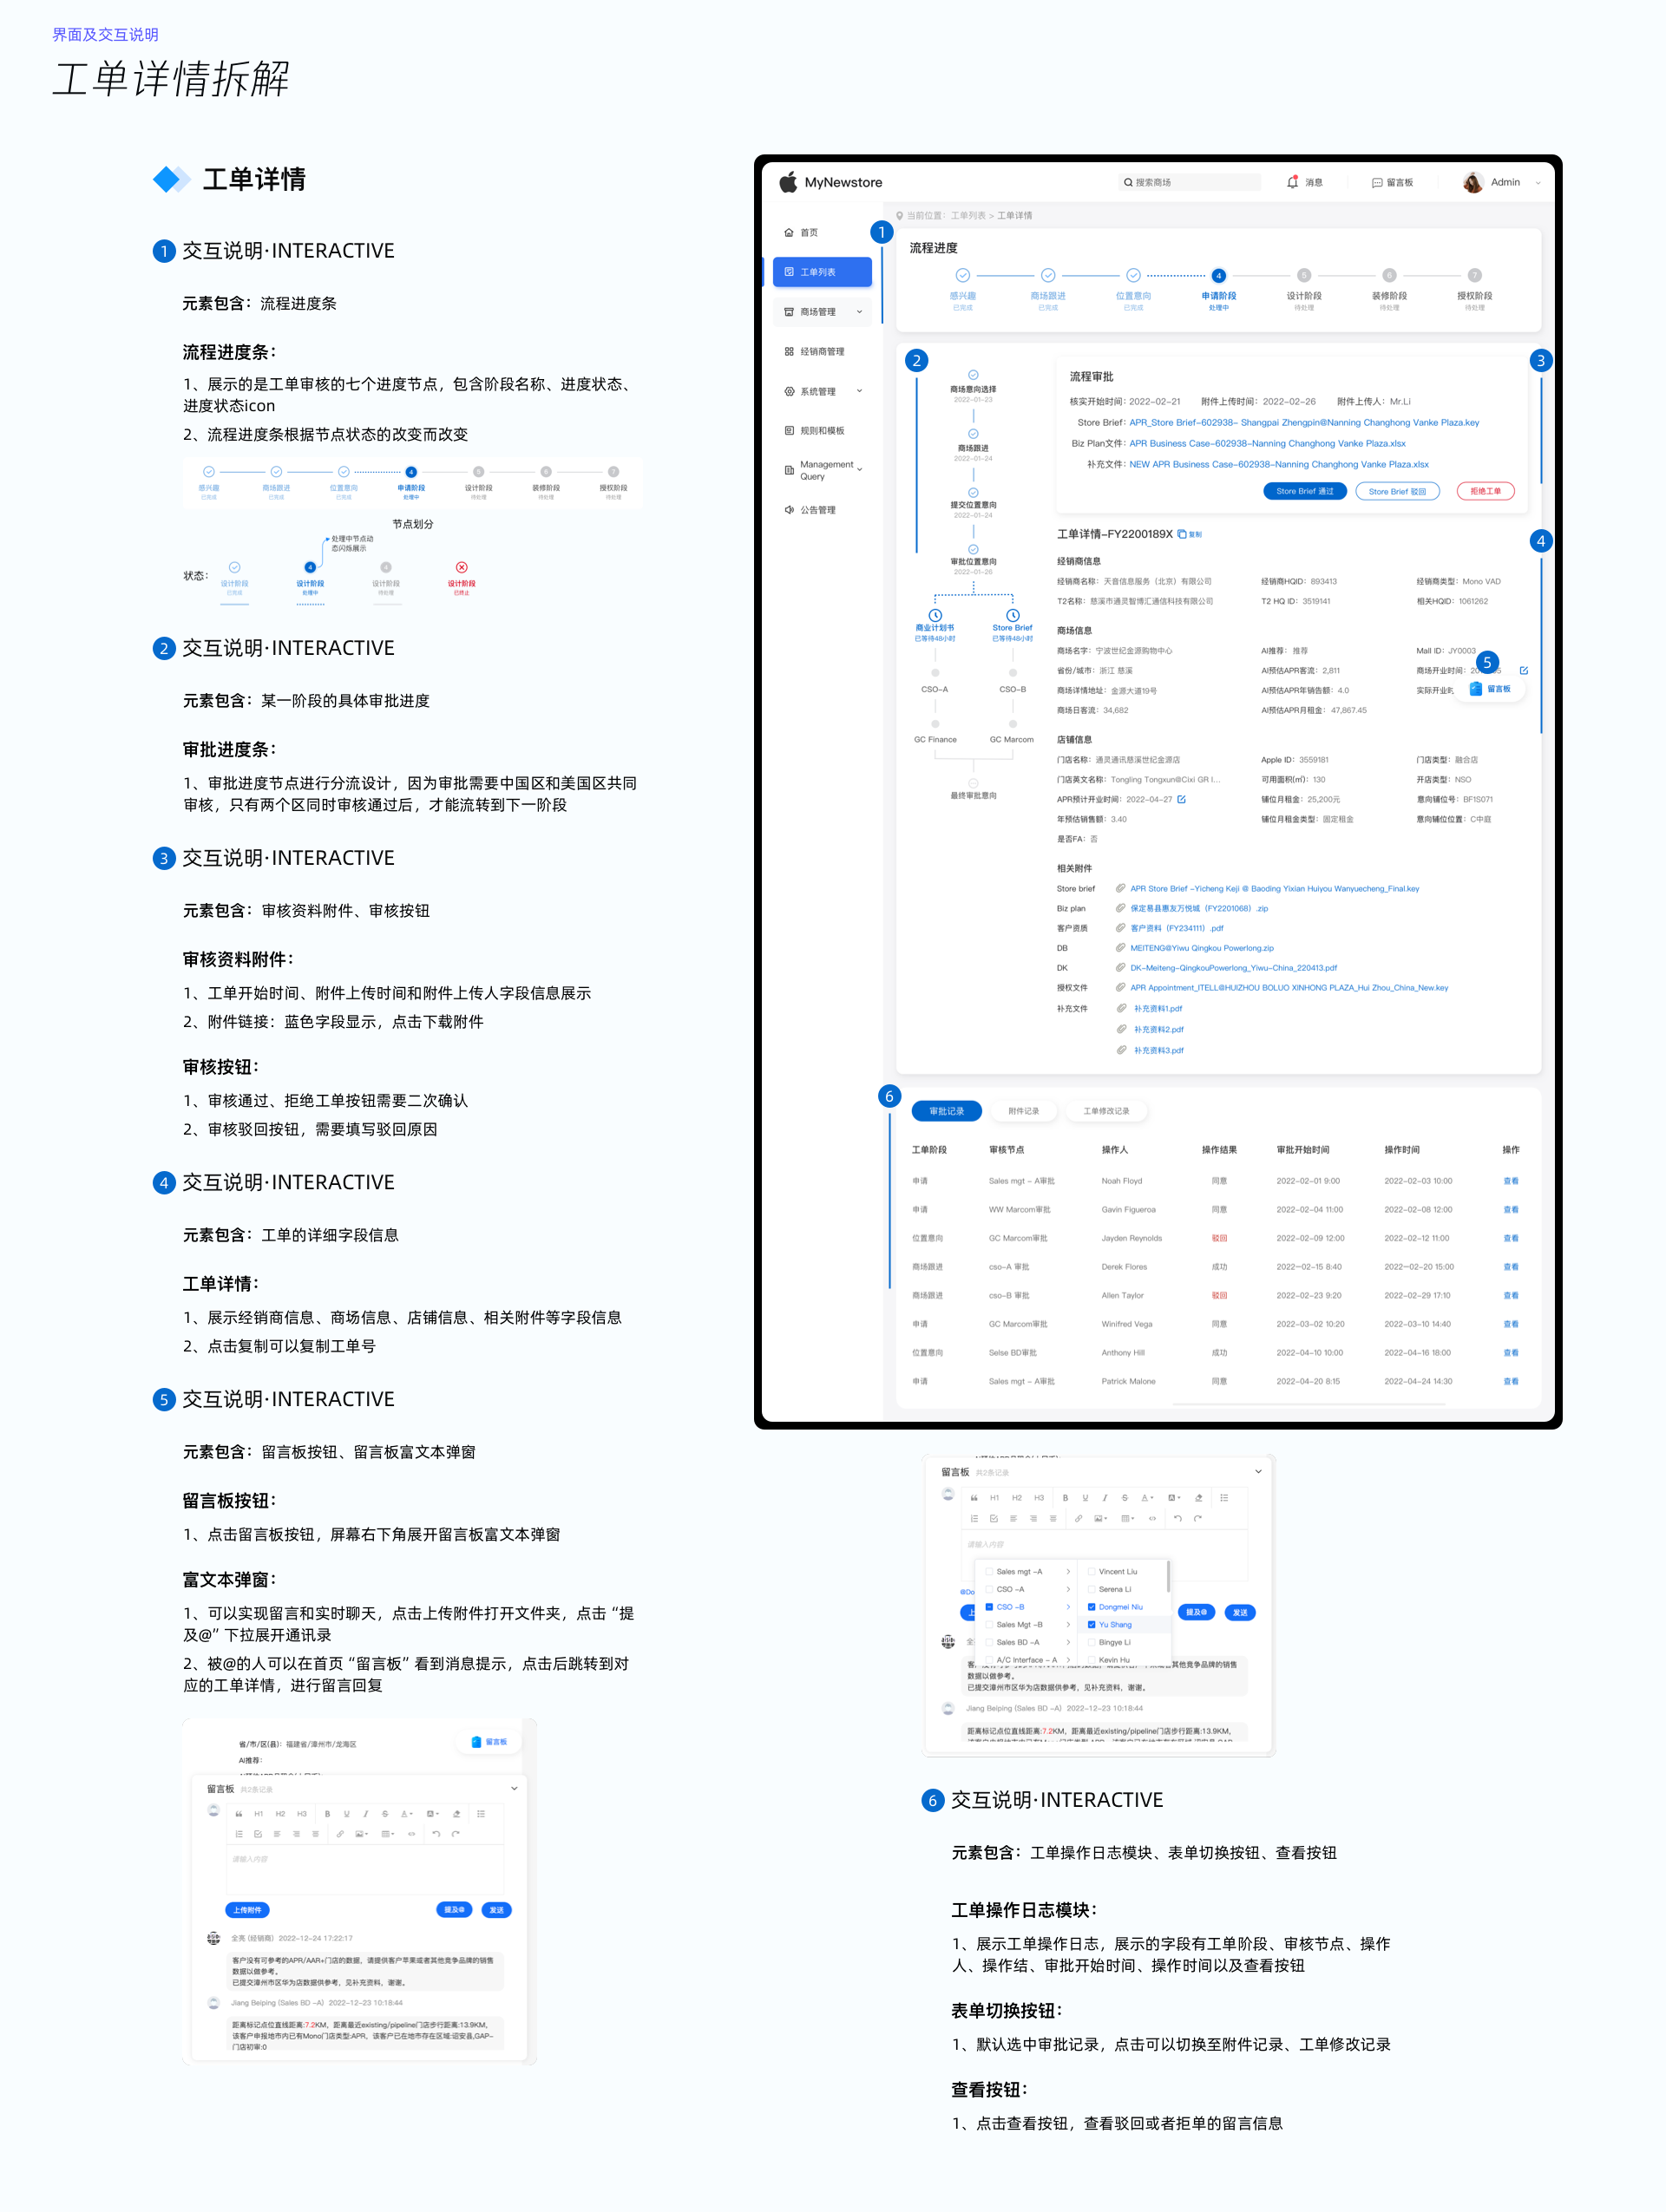 界面及交互说明
工单详情拆解
工单详情
1 交互说明·INTERACTIVE
元素包含：流程进度条
流程进度条：
1、展示的是工单审核的七个进度节点，包含阶段名称、进度状态、
进度状态icon
2、流程进度条根据节点状态的改变而改变
4 5 6 7
感兴趣 商场跟进 位置意向 申请阶段 设计阶段 装修阶段 授权阶段
已完成 已完成 已完成 处理中 待处理 待处理 待处理
节点划分
处理中节点动
态闪烁展示
状态：
4 4
设计阶段 设计阶段 设计阶段 设计阶段
已完成 处理中 待处理 已终止
2 交互说明·INTERACTIVE
元素包含：某一阶段的具体审批进度
审批进度条：
1、审批进度节点进行分流设计，因为审批需要中国区和美国区共同
审核，只有两个区同时审核通过后，才能流转到下一阶段
3 交互说明·INTERACTIVE
元素包含：审核资料附件、审核按钮
审核资料附件：
1、工单开始时间、附件上传时间和附件上传人字段信息展示
2、附件链接：蓝色字段显示，点击下载附件
审核按钮：
1、审核通过、拒绝工单按钮需要二次确认
2、审核驳回按钮，需要填写驳回原因
4 交互说明·INTERACTIVE
元素包含：工单的详细字段信息
工单详情：
1、展示经销商信息、商场信息、店铺信息、相关附件等字段信息
2、点击复制可以复制工单号
5 交互说明·INTERACTIVE
元素包含：留言板按钮、留言板富文本弹窗
留言板按钮：
1、点击留言板按钮，屏幕右下角展开留言板富文本弹窗
富文本弹窗：
1、可以实现留言和实时聊天，点击上传附件打开文件夹，点击“提
及@”下拉展开通讯录
2、被@的人可以在首页“留言板”看到消息提示，点击后跳转到对
应的工单详情，进行留言回复
省/市/区(县)： 福建省/漳州市/龙海区
留言板
AI推荐：
留言板 共2条记录
H1 H2 H3 B U I S A A
请输入内容
上传附件 提及@ 发送
全亮 (经销商) 2022-12-24 17:22:17
客户没有可参考的APR/AAR+门店的数据，请提供客户苹果或者其他竞争品牌的销售
数据以做参考。
已提交漳州市区华为店数据供参考，见补充资料，谢谢。
Jiang Beiping (Sales BD -A) 2022-12-23 10:18:44
距离标记点位直线距离:7.2KM，距离最近existing/pipeline门店步行距离:13.9KM，
该客户申报地市内已有Mono门店类型:APR，该客户已在地市存在区域:诏安县,GAP-
门店初审:0
MyNewstore
搜索商场
消息
留言板
Admin
首页
工单列表
商场管理
经销商管理
系统管理
规则和模板
Management
Query
公告管理
当前位置：工单列表 > 工单详情
1
流程进度
4 5 6 7
感兴趣 商场跟进 位置意向 申请阶段 设计阶段 装修阶段 授权阶段
已完成 已完成 已完成 处理中 待处理 待处理 待处理
2
商场意向选择
2022-01-23
商场跟进
2022-01-24
提交位置意向
2022-01-24
审批位置意向
2022-01-26
商业计划书 Store Brief
已等待48小时 已等待48小时
CSO-A CSO-B
GC Finance GC Marcom
最终审批意向
3
流程审批
核实开始时间：2022-02-21 附件上传时间：2022-02-26 附件上传人：Mr.Li
Store Brief：APR_Store Brief-602938- Shangpai Zhengpin@Nanning Changhong Vanke Plaza.key
Biz Plan文件：APR Business Case-602938-Nanning Changhong Vanke Plaza.xlsx
补充文件：NEW APR Business Case-602938-Nanning Changhong Vanke Plaza.xlsx
Store Brief 通过 Store Brief 驳回 拒绝工单
4
工单详情-FY2200189X 复制
经销商信息
经销商名称：天音信息服务（北京）有限公司 经销商HQID：893413 经销商类型：Mono VAD
T2名称：慈溪市通灵智博汇通信科技有限公司 T2 HQ ID：3519141 相关HQID：1061262
商场信息
商场名字：宁波世纪金源购物中心 AI推荐：推荐 Mall ID：JY0003
5
省份/城市：浙江 慈溪 AI预估APR客流：2,811 商场开业时间：
商场详情地址：金源大道19号 AI预估APR年销售额：4.0 实际开业时
留言板
商场日客流：34,682 AI预估APR月租金：47,867.45
店铺信息
门店名称：通灵通讯慈溪世纪金源店 Apple ID：3559181 门店类型：融合店
门店英文名称：Tongling Tongxun@Cixi GR I... 可用面积(㎡)：130 开店类型：NSO
APR预计开业时间：2022-04-27 铺位月租金：25,200元 意向铺位号：BF1S071
年预估销售额：3.40 铺位月租金类型：固定租金 意向铺位位置：C中庭
是否FA：否
相关附件
Store brief APR Store Brief -Yicheng Keji @ Baoding Yixian Huiyou Wanyuecheng_Final.key
Biz plan 保定易县惠友万悦城（FY2201068）.zip
客户资质 客户资料（FY234111）.pdf
DB MEITENG@Yiwu Qingkou Powerlong.zip
DK DK-Meiteng-QingkouPowerlong_Yiwu-China_220413.pdf
授权文件 APR Appointment_ITELL@HUIZHOU BOLUO XINHONG PLAZA_Hui Zhou_China_New.key
补充文件 补充资料1.pdf
补充资料2.pdf
补充资料3.pdf
6
审批记录 附件记录 工单修改记录
工单阶段 审核节点 操作人 操作结果 审批开始时间 操作时间 操作
申请 Sales mgt - A审批 Noah Floyd 同意 2022-02-01 9:00 2022-02-03 10:00 查看
申请 WW Marcom审批 Gavin Figueroa 同意 2022-02-04 11:00 2022-02-08 12:00 查看
位置意向 GC Marcom审批 Jayden Reynolds 驳回 2022-02-09 12:00 2022-02-12 11:00 查看
商场跟进 cso-A 审批 Derek Flores 成功 2022-02-15 8:40 2022-02-20 15:00 查看
商场跟进 cso-B 审批 Allen Taylor 驳回 2022-02-23 9:20 2022-02-29 17:10 查看
申请 GC Marcom审批 Winifred Vega 同意 2022-03-02 10:20 2022-03-10 14:40 查看
位置意向 Selse BD审批 Anthony Hill 成功 2022-04-10 10:00 2022-04-16 18:00 查看
申请 Sales mgt - A审批 Patrick Malone 同意 2022-04-20 8:15 2022-04-24 14:30 查看
留言板 共2条记录
H1 H2 H3 B U I S A A
请输入内容
Sales mgt -A Vincent Liu
@Do CSO -A Serena Li
上 CSO -B Dongmei Niu 提及@ 发送
Sales Mgt -B Yu Shang
全 Sales BD -A Bingye Li
A/C Interface - A Kevin Hu
其他竞争品牌的销售
数据以做参考。
已提交漳州市区华为店数据供参考，见补充资料，谢谢。
Jiang Beiping (Sales BD -A) 2022-12-23 10:18:44
距离标记点位直线距离:7.2KM，距离最近existing/pipeline门店步行距离:13.9KM，
6 交互说明·INTERACTIVE
元素包含：工单操作日志模块、表单切换按钮、查看按钮
工单操作日志模块：
1、展示工单操作日志，展示的字段有工单阶段、审核节点、操作
人、操作结、审批开始时间、操作时间以及查看按钮
表单切换按钮：
1、默认选中审批记录，点击可以切换至附件记录、工单修改记录
查看按钮：
1、点击查看按钮，查看驳回或者拒单的留言信息